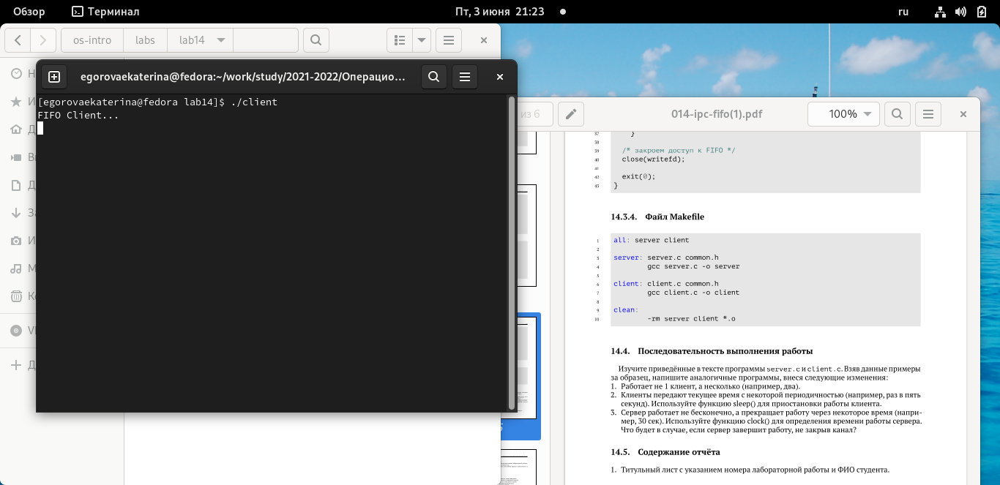 Обзор
Терминал
Пт, 3 июня 21:23
ru
os-intro
labs
lab14
egorovaekaterina@fedora:~/work/study/2021-2022/Операцио...
[egorovaekaterina@fedora lab14]$ ./client
FIFO Client...
из 6
014-ipc-fifo(1).pdf
100%
37 }
38
39 /* закроем доступ к FIFO */
40 close(writefd);
41
42 exit(0);
43 }
14.3.4. Файл Makefile
1 all: server client
2
3 server: server.c common.h
4 gcc server.c -o server
5
6 client: client.c common.h
7 gcc client.c -o client
8
9 clean:
10 -rm server client *.o
14.4. Последовательность выполнения работы
Изучите приведённые в тексте программы server.c и client.c. Взяв данные примеры
за образец, напишите аналогичные программы, внеся следующие изменения:
1. Работает не 1 клиент, а несколько (например, два).
2. Клиенты передают текущее время с некоторой периодичностью (например, раз в пять
секунд). Используйте функцию sleep() для приостановки работы клиента.
3. Сервер работает не бесконечно, а прекращает работу через некоторое время (напри-
мер, 30 сек). Используйте функцию clock() для определения времени работы сервера.
Что будет в случае, если сервер завершит работу, не закрыв канал?
14.5. Содержание отчёта
1. Титульный лист с указанием номера лабораторной работы и ФИО студента.